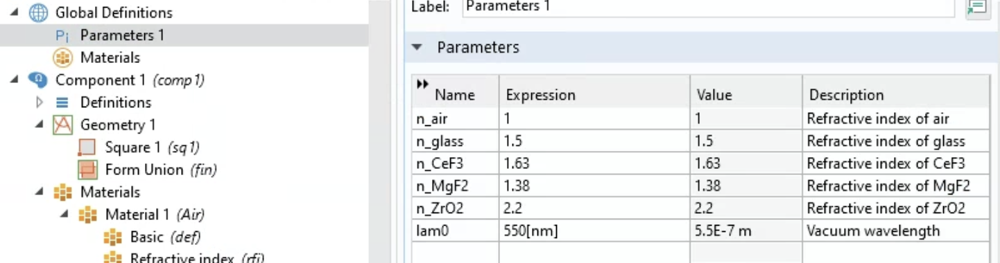 Global Definitions
Pi Parameters 1
Materials
Component 1 (comp1)
Definitions
Geometry 1
Square 1 (sq1)
Form Union (fin)
Materials
Material 1 (Air)
Basic (def)
Refractive index (rfi)
Label: Parameters 1
Parameters
Name Expression Value Description
n_air 1 1 Refractive index of air
n_glass 1.5 1.5 Refractive index of glass
n_CeF3 1.63 1.63 Refractive index of CeF3
n_MgF2 1.38 1.38 Refractive index of MgF2
n_ZrO2 2.2 2.2 Refractive index of ZrO2
lam0 550[nm] 5.5E-7 m Vacuum wavelength